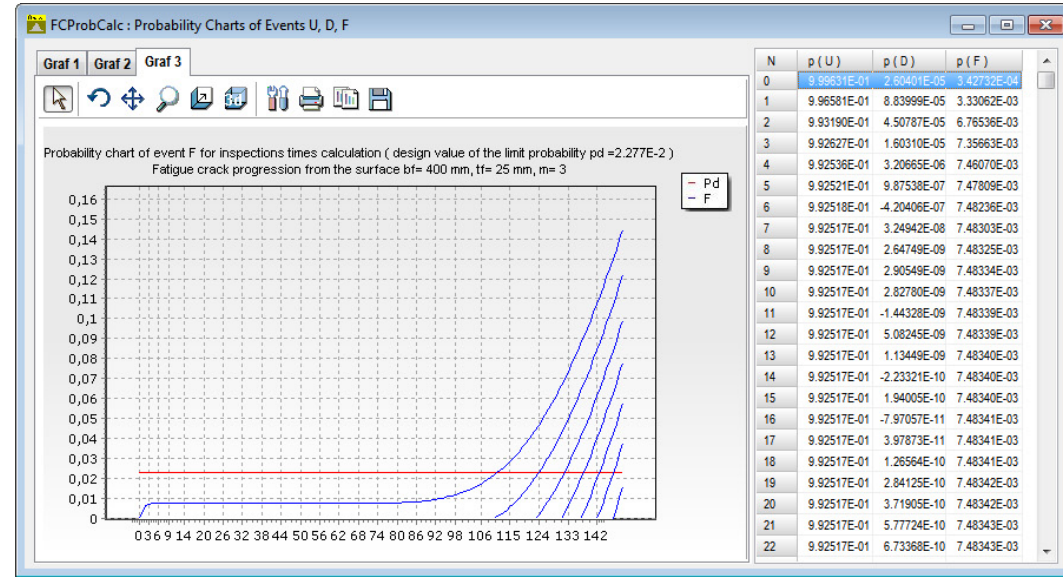 FCProbCalc : Probability Charts of Events U, D, F
Graf 1 Graf 2 Graf 3
Probability chart of event F for inspections times calculation ( design value of the limit probability pd =2.277E-2 )
Fatigue crack progression from the surface bf= 400 mm, tf= 25 mm, m= 3
Pd
F
0,16
0,15
0,14
0,13
0,12
0,11
0,1
0,09
0,08
0,07
0,06
0,05
0,04
0,03
0,02
0,01
0
0 3 6 9 14 20 26 32 38 44 50 56 62 68 74 80 86 92 98 106 115 124 133 142
N p(U) p(D) p(F)
0 9.99631E-01 2.60401E-05 3.42732E-04
1 9.96581E-01 8.83999E-05 3.33062E-03
2 9.93190E-01 4.50787E-05 6.76536E-03
3 9.92627E-01 1.60310E-05 7.35663E-03
4 9.92536E-01 3.20665E-06 7.46070E-03
5 9.92521E-01 9.87538E-07 7.47809E-03
6 9.92518E-01 -4.20406E-07 7.48236E-03
7 9.92517E-01 3.24942E-08 7.48303E-03
8 9.92517E-01 2.64749E-09 7.48325E-03
9 9.92517E-01 2.90549E-09 7.48334E-03
10 9.92517E-01 2.82780E-09 7.48337E-03
11 9.92517E-01 -1.44328E-09 7.48339E-03
12 9.92517E-01 5.08245E-09 7.48339E-03
13 9.92517E-01 1.13449E-09 7.48340E-03
14 9.92517E-01 -2.23321E-10 7.48340E-03
15 9.92517E-01 1.94005E-10 7.48340E-03
16 9.92517E-01 -7.97057E-11 7.48341E-03
17 9.92517E-01 3.97873E-11 7.48341E-03
18 9.92517E-01 1.26564E-10 7.48341E-03
19 9.92517E-01 2.84125E-10 7.48342E-03
20 9.92517E-01 3.71905E-10 7.48342E-03
21 9.92517E-01 5.77724E-10 7.48343E-03
22 9.92517E-01 6.73368E-10 7.48343E-03